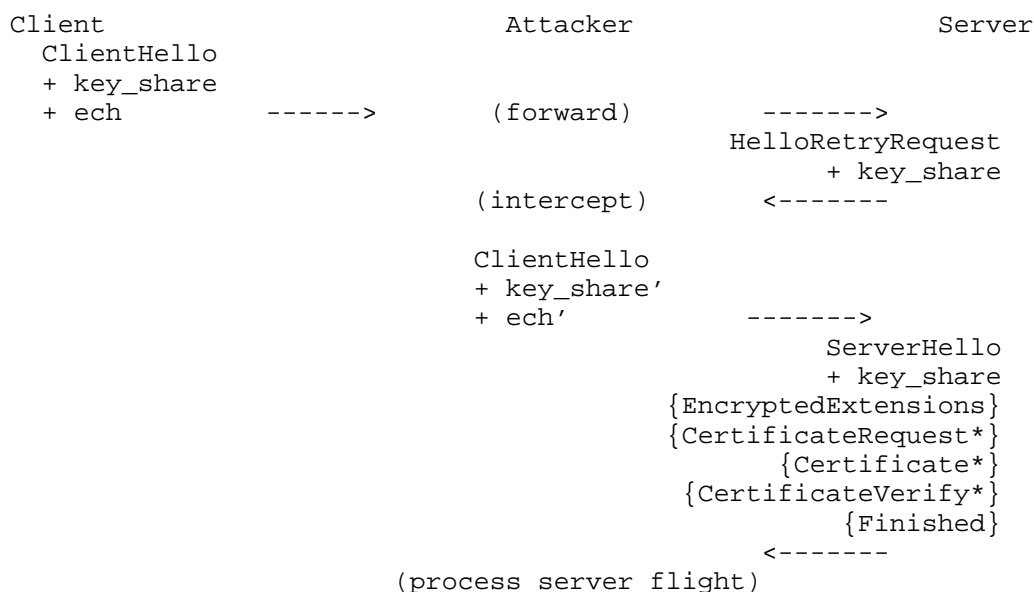 Client Attacker Server
ClientHello
+ key_share
+ ech ------> (forward) ------->
HelloRetryRequest
+ key_share
(intercept) <-------
ClientHello
+ key_share’
+ ech’ ------->
ServerHello
+ key_share
{EncryptedExtensions}
{CertificateRequest*}
{Certificate*}
{CertificateVerify*}
{Finished}
<-------
(process server flight)